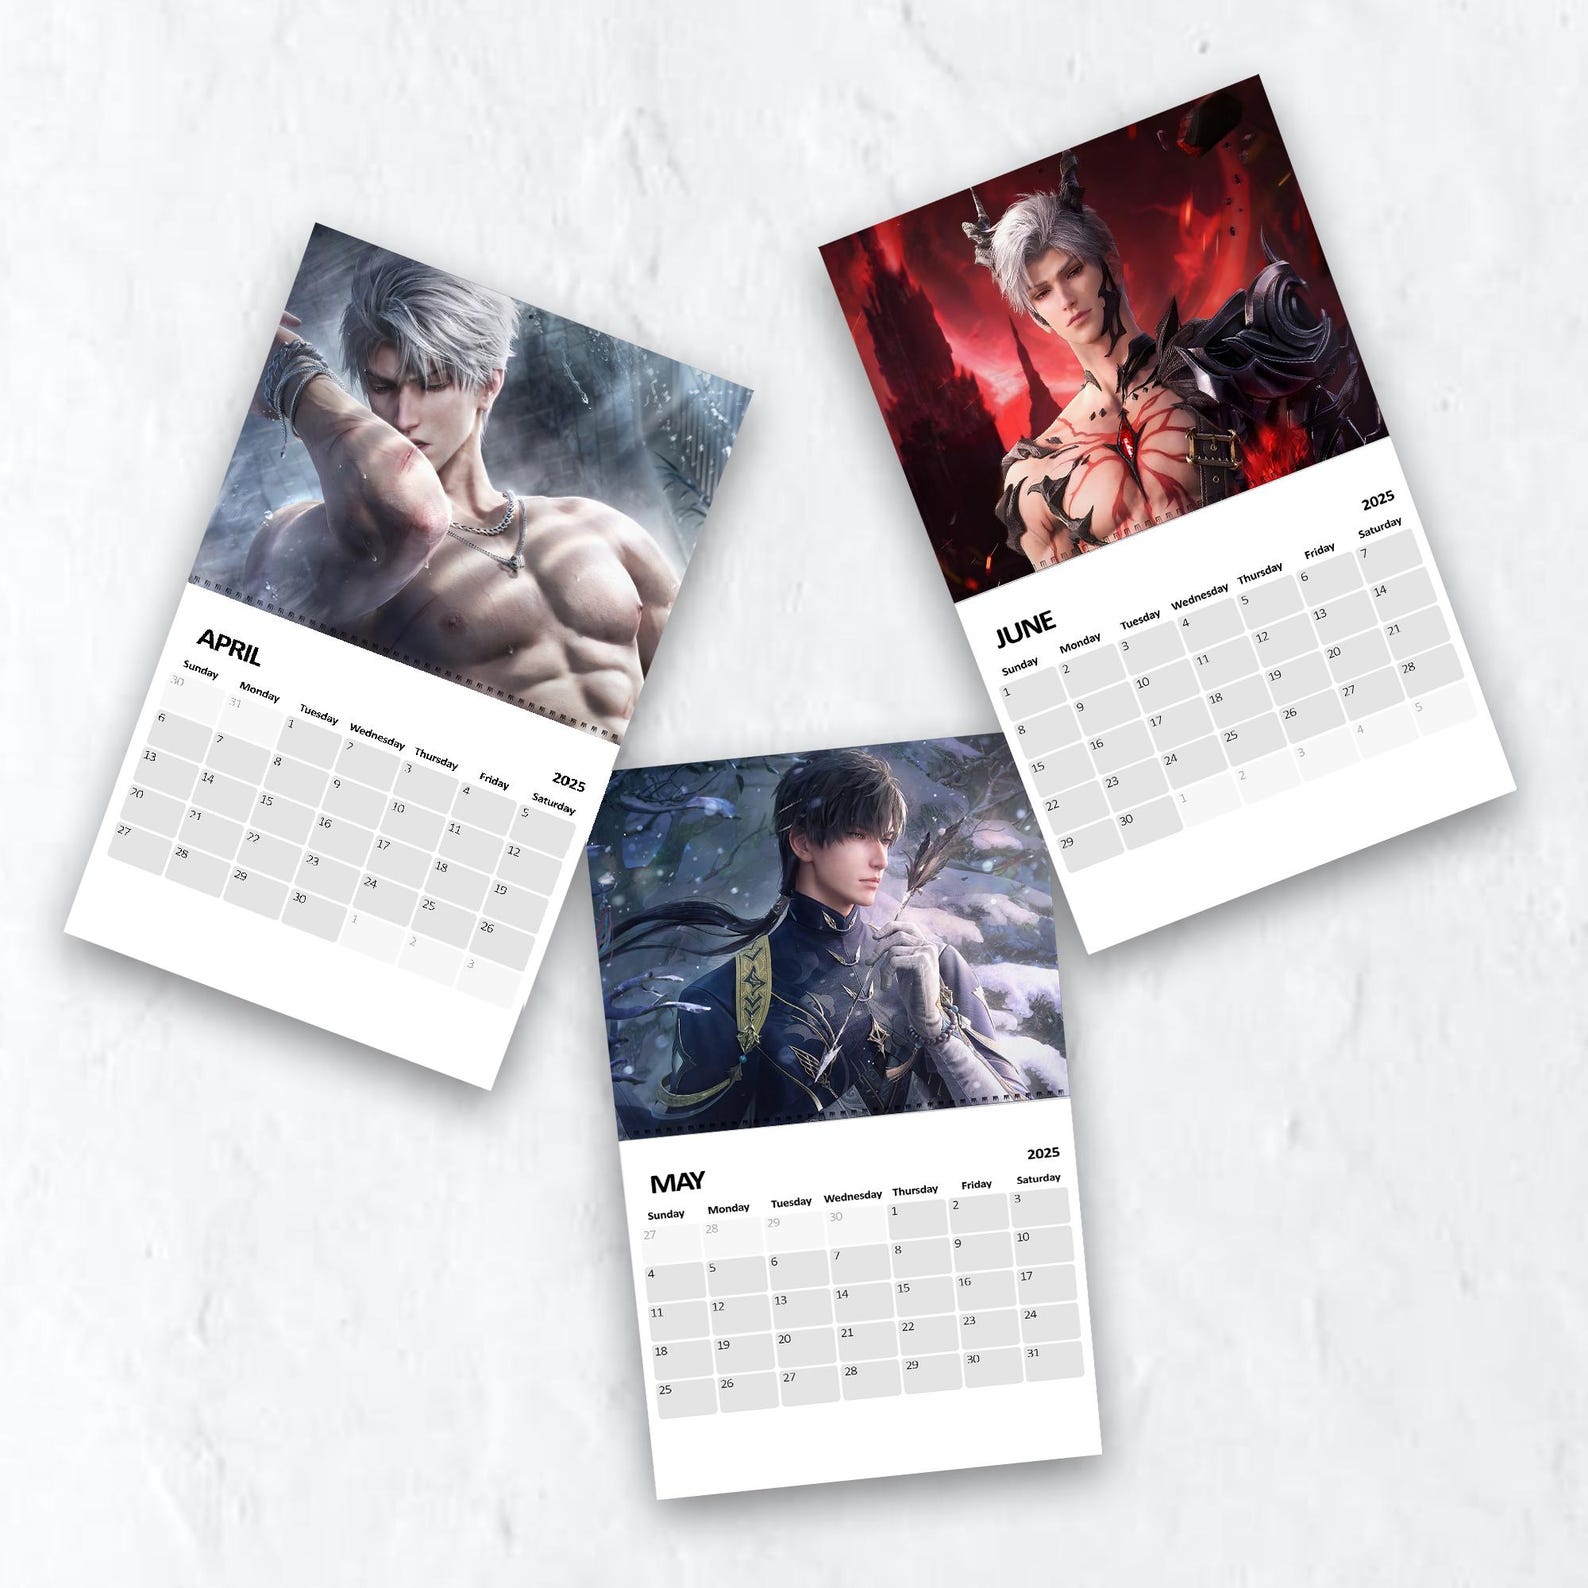 APRIL
2025
Sunday Monday Tuesday Wednesday Thursday Friday Saturday
30 31 1 2 3 4 5
6 7 8 9 10 11 12
13 14 15 16 17 18 19
20 21 22 23 24 25 26
27 28 29 30 1 2 3
MAY
2025
Sunday Monday Tuesday Wednesday Thursday Friday Saturday
27 28 29 30 1 2 3
4 5 6 7 8 9 10
11 12 13 14 15 16 17
18 19 20 21 22 23 24
25 26 27 28 29 30 31
JUNE
2025
Sunday Monday Tuesday Wednesday Thursday Friday Saturday
1 2 3 4 5 6 7
8 9 10 11 12 13 14
15 16 17 18 19 20 21
22 23 24 25 26 27 28
29 30 1 2 3 4 5